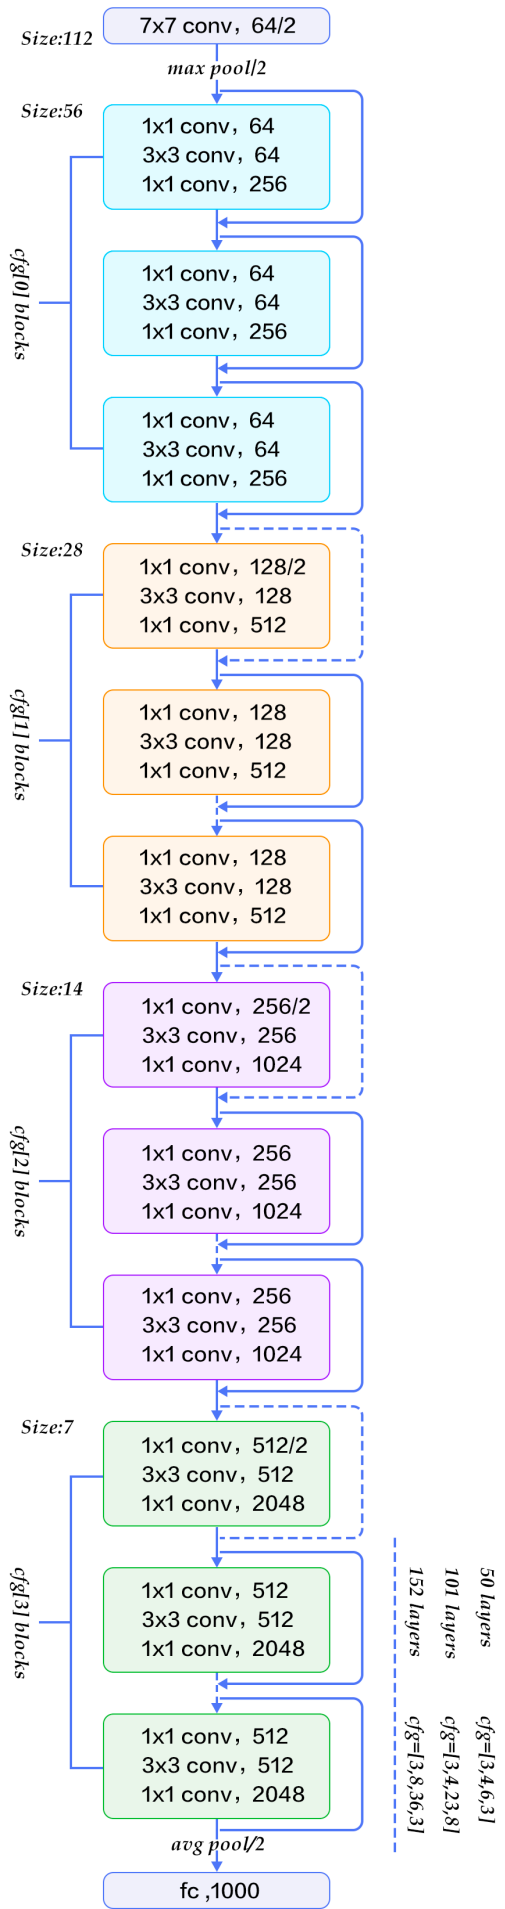 7x7 conv, 64/2
Size:112
max pool/2
Size:56
1x1 conv, 64
3x3 conv, 64
1x1 conv, 256
cfg[0] blocks
1x1 conv, 64
3x3 conv, 64
1x1 conv, 256
1x1 conv, 64
3x3 conv, 64
1x1 conv, 256
Size:28
1x1 conv, 128/2
3x3 conv, 128
1x1 conv, 512
cfg[1] blocks
1x1 conv, 128
3x3 conv, 128
1x1 conv, 512
1x1 conv, 128
3x3 conv, 128
1x1 conv, 512
Size:14
1x1 conv, 256/2
3x3 conv, 256
1x1 conv, 1024
cfg[2] blocks
1x1 conv, 256
3x3 conv, 256
1x1 conv, 1024
1x1 conv, 256
3x3 conv, 256
1x1 conv, 1024
Size:7
1x1 conv, 512/2
3x3 conv, 512
1x1 conv, 2048
cfg[3] blocks
1x1 conv, 512
3x3 conv, 512
1x1 conv, 2048
1x1 conv, 512
3x3 conv, 512
1x1 conv, 2048
50 layers cfg=[3,4,6,3]
101 layers cfg=[3,4,23,8]
152 layers cfg=[3,8,36,3]
avg pool/2
fc ,1000